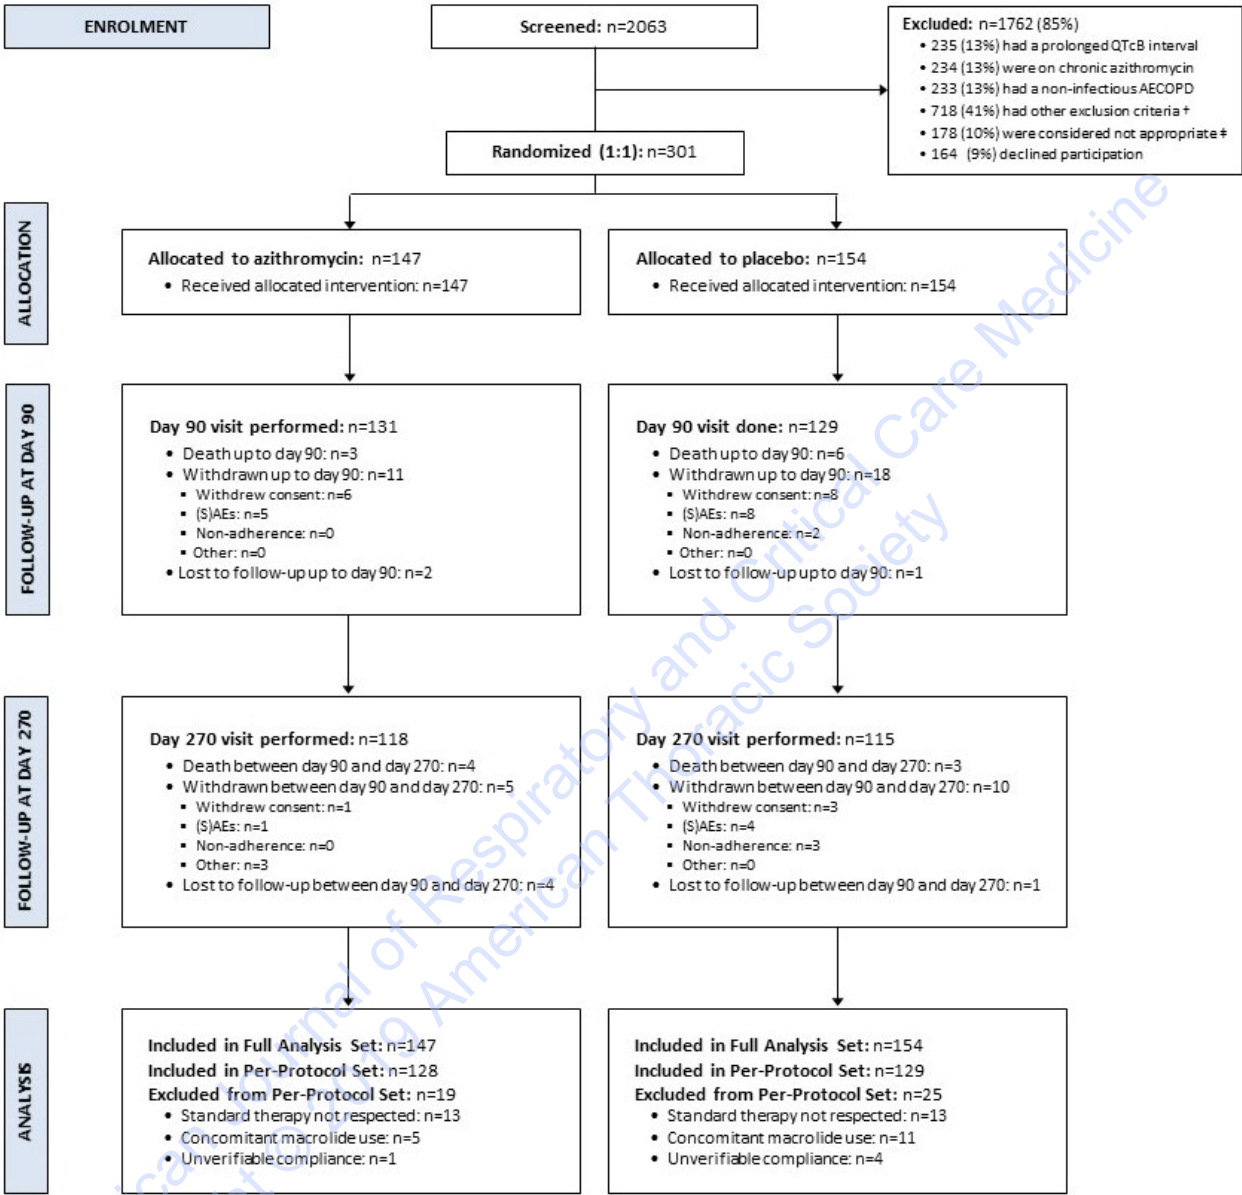 ENROLMENT
Screened: n=2063
Excluded: n=1762 (85%)
• 235 (13%) had a prolonged QTcB interval
• 234 (13%) were on chronic azithromycin
• 233 (13%) had a non-infectious AECOPD
• 718 (41%) had other exclusion criteria †
• 178 (10%) were considered not appropriate ‡
• 164 (9%) declined participation
Randomized (1:1): n=301
ALLOCATION
Allocated to azithromycin: n=147
• Received allocated intervention: n=147
Allocated to placebo: n=154
• Received allocated intervention: n=154
FOLLOW-UP AT DAY 90
Day 90 visit performed: n=131
• Death up to day 90: n=3
• Withdrawn up to day 90: n=11
▪ Withdrew consent: n=6
▪ (S)AEs: n=5
▪ Non-adherence: n=0
▪ Other: n=0
• Lost to follow-up up to day 90: n=2
Day 90 visit done: n=129
• Death up to day 90: n=6
• Withdrawn up to day 90: n=18
▪ Withdrew consent: n=8
▪ (S)AEs: n=8
▪ Non-adherence: n=2
▪ Other: n=0
• Lost to follow-up up to day 90: n=1
FOLLOW-UP AT DAY 270
Day 270 visit performed: n=118
• Death between day 90 and day 270: n=4
• Withdrawn between day 90 and day 270: n=5
▪ Withdrew consent: n=1
▪ (S)AEs: n=1
▪ Non-adherence: n=0
▪ Other: n=3
• Lost to follow-up between day 90 and day 270: n=4
Day 270 visit performed: n=115
• Death between day 90 and day 270: n=3
• Withdrawn between day 90 and day 270: n=10
▪ Withdrew consent: n=3
▪ (S)AEs: n=4
▪ Non-adherence: n=3
▪ Other: n=0
• Lost to follow-up between day 90 and day 270: n=1
ANALYSIS
Included in Full Analysis Set: n=147
Included in Per-Protocol Set: n=128
Excluded from Per-Protocol Set: n=19
• Standard therapy not respected: n=13
• Concomitant macrolide use: n=5
• Unverifiable compliance: n=1
Included in Full Analysis Set: n=154
Included in Per-Protocol Set: n=129
Excluded from Per-Protocol Set: n=25
• Standard therapy not respected: n=13
• Concomitant macrolide use: n=11
• Unverifiable compliance: n=4
ican Journal of Respiratory and Critical Care Medicine
ht © 2019 American Thoracic Society